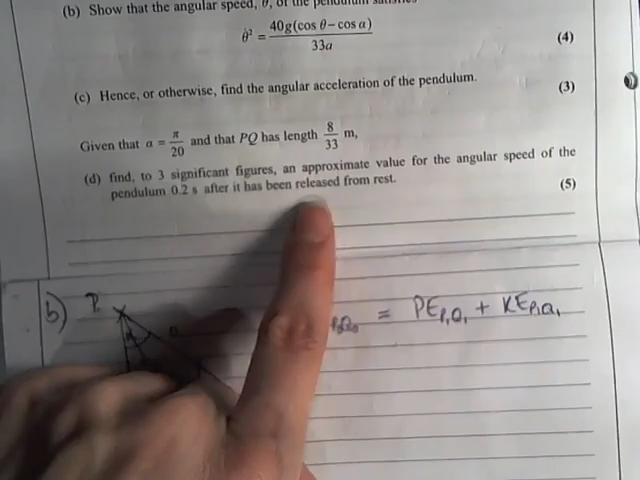 (b) Show that the angular speed, θ̇, of the pendulum satisfies
θ̇² = 40g(cos θ – cos α) / 33a
(4)
(c) Hence, or otherwise, find the angular acceleration of the pendulum.
(3)
Given that α = π/20 and that PQ has length 8/33 m,
(d) find, to 3 significant figures, an approximate value for the angular speed of the
pendulum 0.2 s after it has been released from rest.
(5)
b) P. = PE + KE